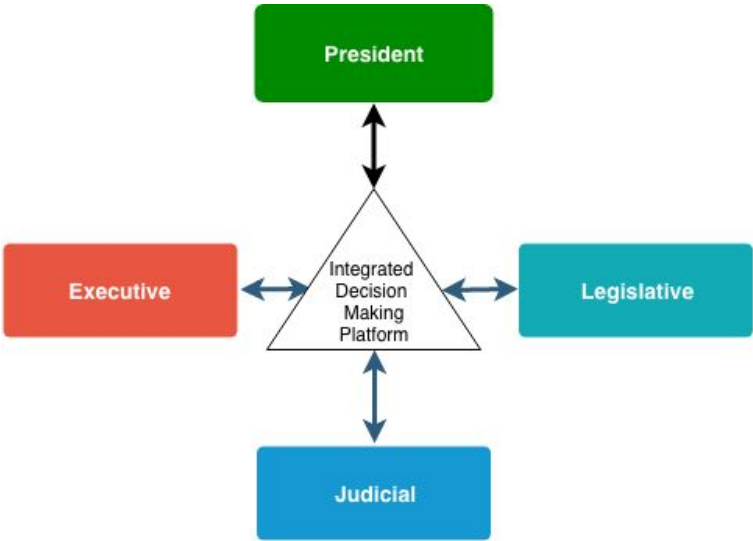 President
Executive
Integrated
Decision
Making
Platform
Legislative
Judicial